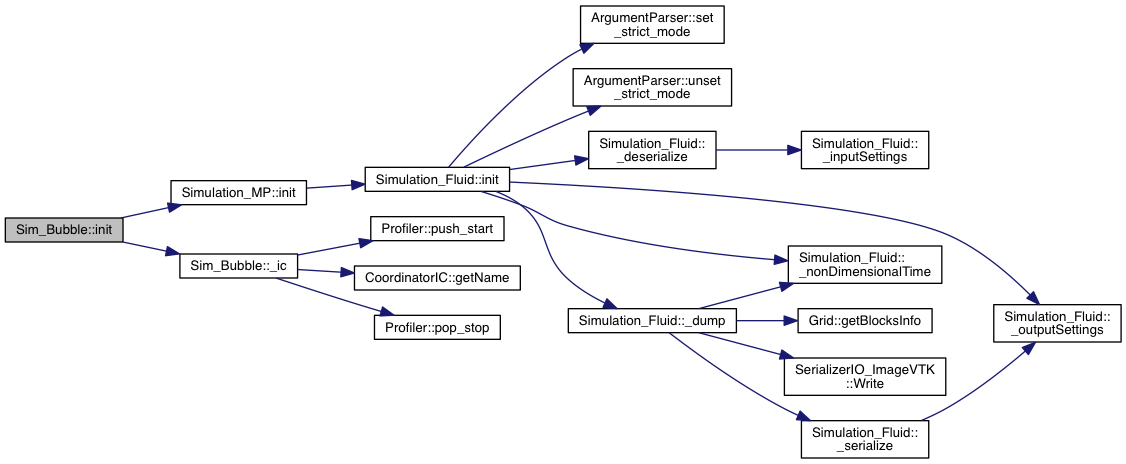 ArgumentParser::set
_strict_mode
ArgumentParser::unset
_strict_mode
Simulation_Fluid::
_deserialize
Simulation_Fluid::
_inputSettings
Simulation_Fluid::init
Simulation_MP::init
Sim_Bubble::init
Profiler::push_start
Sim_Bubble::_ic
CoordinatorIC::getName
Profiler::pop_stop
Simulation_Fluid::
_nonDimensionalTime
Simulation_Fluid::_dump
Grid::getBlocksInfo
Simulation_Fluid::
_outputSettings
SerializerIO_ImageVTK
::Write
Simulation_Fluid::
_serialize